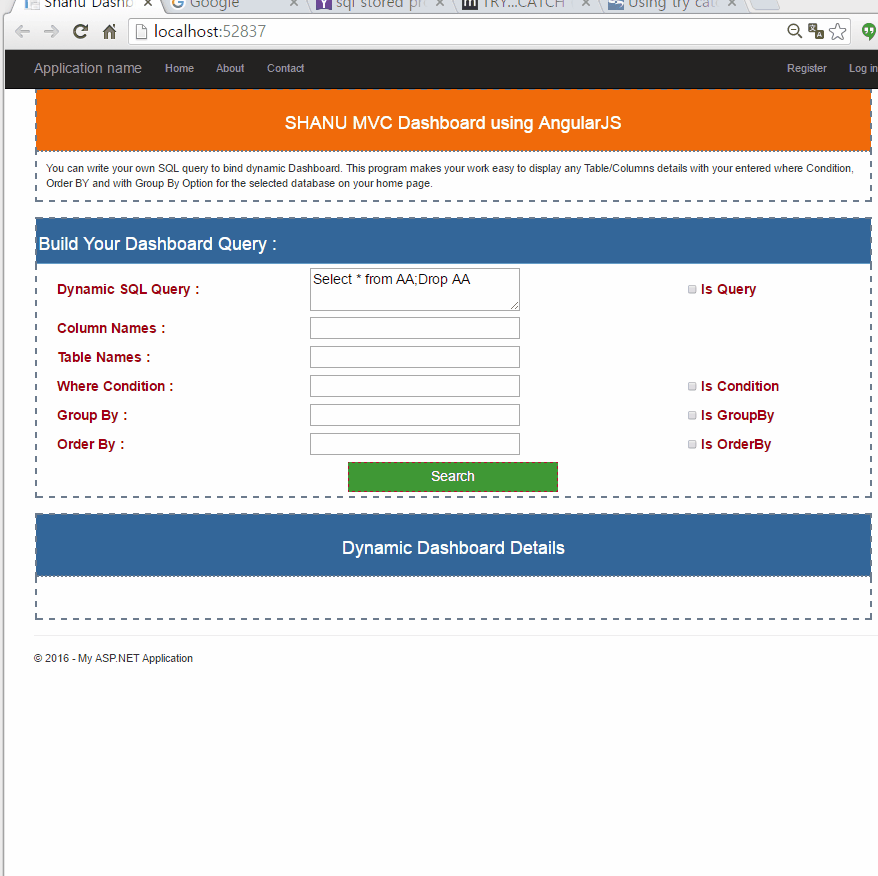 Shanu Dashb
Google
sql stored pr
TRY...CATCH
Using try cat
localhost:52837
Application name Home About Contact Register Log in
SHANU MVC Dashboard using AngularJS
You can write your own SQL query to bind dynamic Dashboard. This program makes your work easy to display any Table/Columns details with your entered where Condition,
Order BY and with Group By Option for the selected database on your home page.
Build Your Dashboard Query :
Dynamic SQL Query : Select * from AA;Drop AA Is Query
Column Names :
Table Names :
Where Condition : Is Condition
Group By : Is GroupBy
Order By : Is OrderBy
Search
Dynamic Dashboard Details
© 2016 - My ASP.NET Application